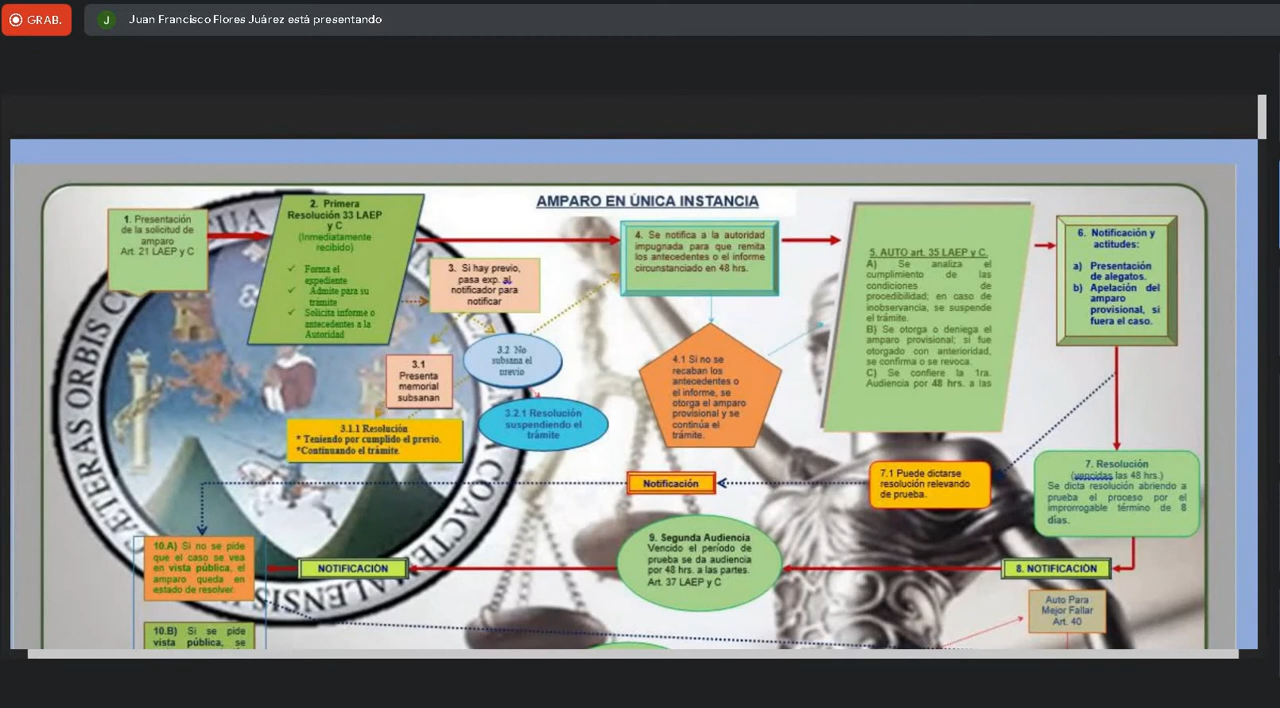 GRAB.
J
Juan Francisco Flores Juárez está presentando
AMPARO EN ÚNICA INSTANCIA
1. Presentación
de la solicitud de
amparo
Art. 21 LAEP y C
2. Primera
Resolución 33 LAEP
y C
(Inmediatamente
recibido)
✓ Forma el
expediente
✓ Admite para su
trámite
✓ Solicita informe o
antecedentes a la
Autoridad
3. Si hay previo,
pasa exp. al
notificador para
notificar
3.1
Presenta
memorial
subsanan
3.1.1 Resolución
* Teniendo por cumplido el previo.
*Continuando el trámite.
3.2 No
subsana el
previo
3.2.1 Resolución
suspendiendo el
trámite
4. Se notifica a la autoridad
impugnada para que remita
los antecedentes o el informe
circunstanciado en 48 hrs.
4.1 Si no se
recaban los
antecedentes o
el informe, se
otorga el amparo
provisional y se
continúa el
trámite.
5. AUTO art. 35 LAEP y C.
A) Se analiza el
cumplimiento de las
condiciones de
procedibilidad; en caso de
inobservancia, se suspende
el trámite.
B) Se otorga o deniega el
amparo provisional; si fue
otorgado con anterioridad,
se confirma o se revoca.
C) Se confiere la 1ra.
Audiencia por 48 hrs. a las
6. Notificación y
actitudes:
a) Presentación
de alegatos.
b) Apelación del
amparo
provisional, si
fuera el caso.
7. Resolución
(vencidas las 48 hrs.)
Se dicta resolución abriendo a
prueba el proceso por el
improrrogable término de 8
días.
7.1 Puede dictarse
resolución relevando
de prueba.
Notificación
8. NOTIFICACIÓN
9. Segunda Audiencia
Vencido el período de
prueba se da audiencia
por 48 hrs. a las partes.
Art. 37 LAEP y C
NOTIFICACIÓN
10.A) Si no se pide
que el caso se vea
en vista pública, el
amparo queda en
estado de resolver.
10.B) Si se pide
vista pública, se
Auto Para
Mejor Fallar
Art. 40
ORBIS
COACTEM
CÆTERAS